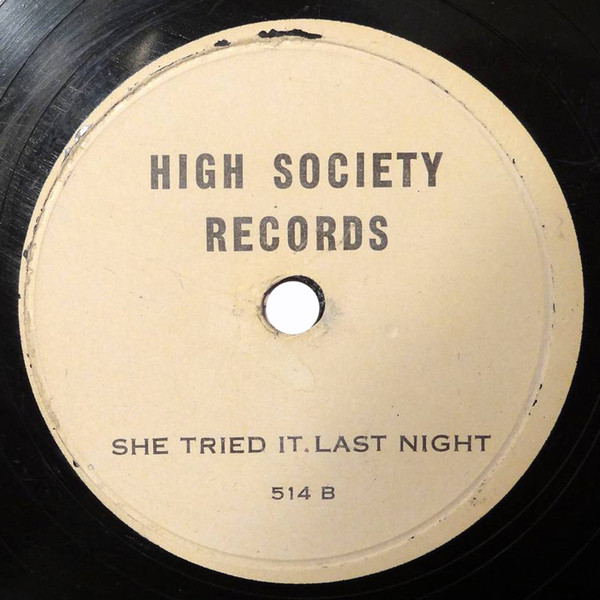 HIGH SOCIETY
RECORDS
SHE TRIED IT.LAST NIGHT
514 B